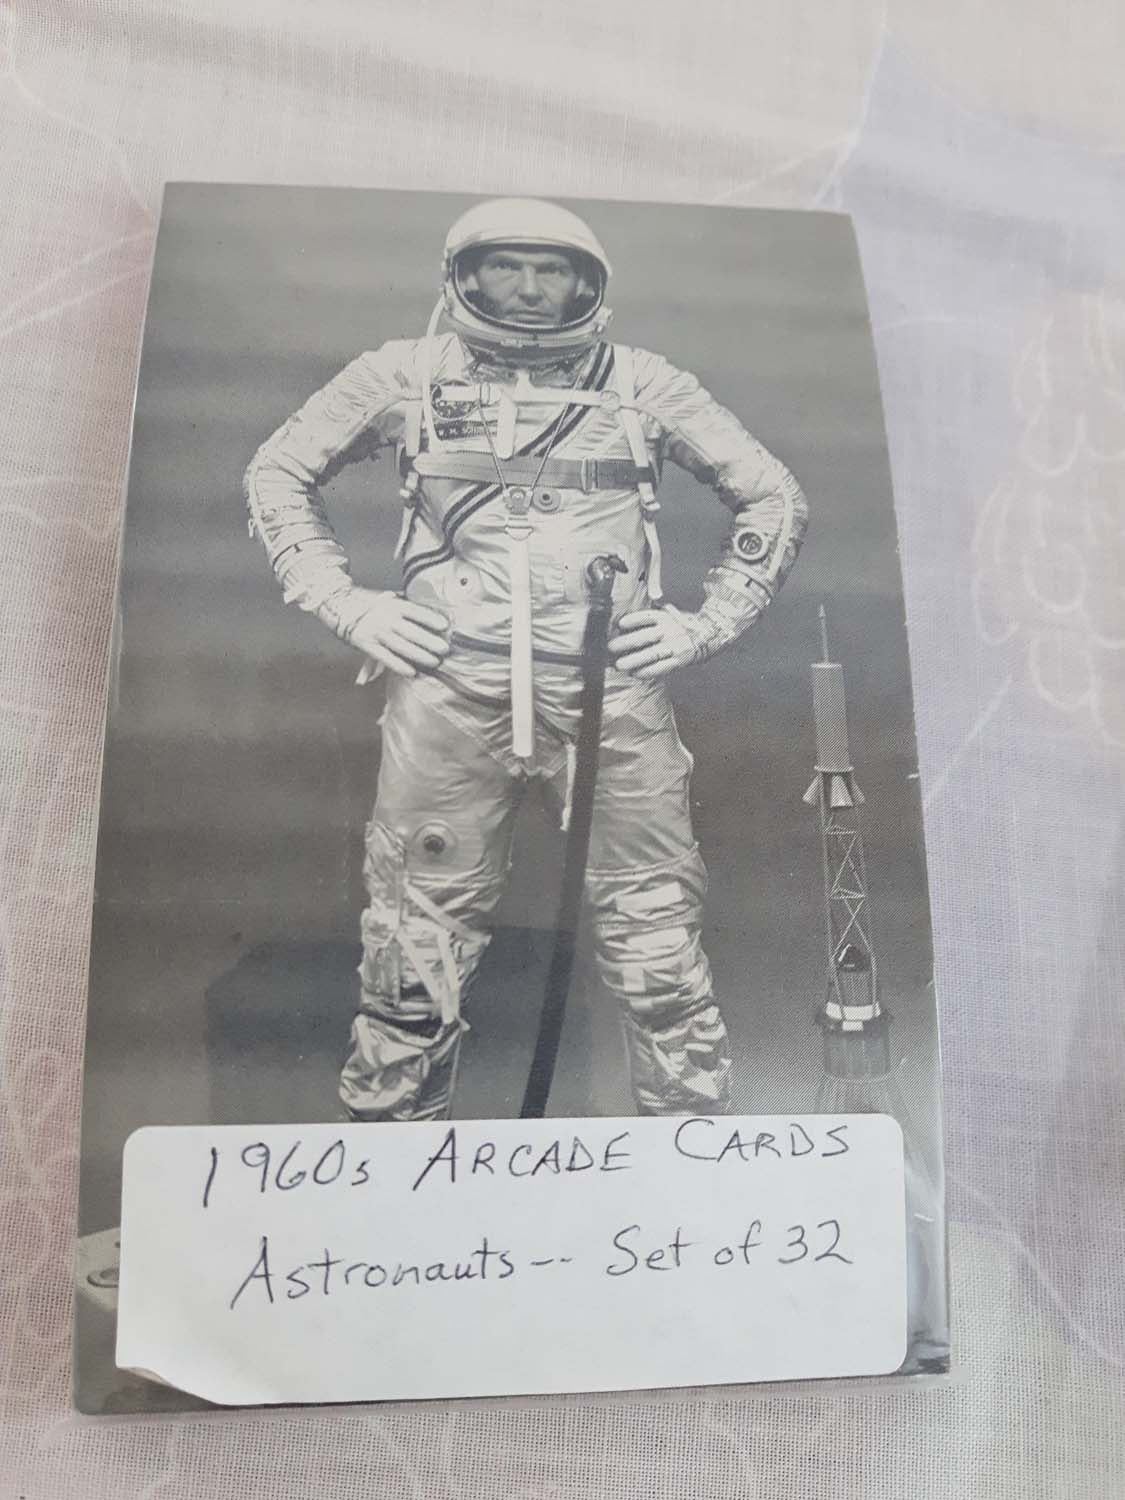 1960s ARCADE CARDS
Astronauts-- Set of 32